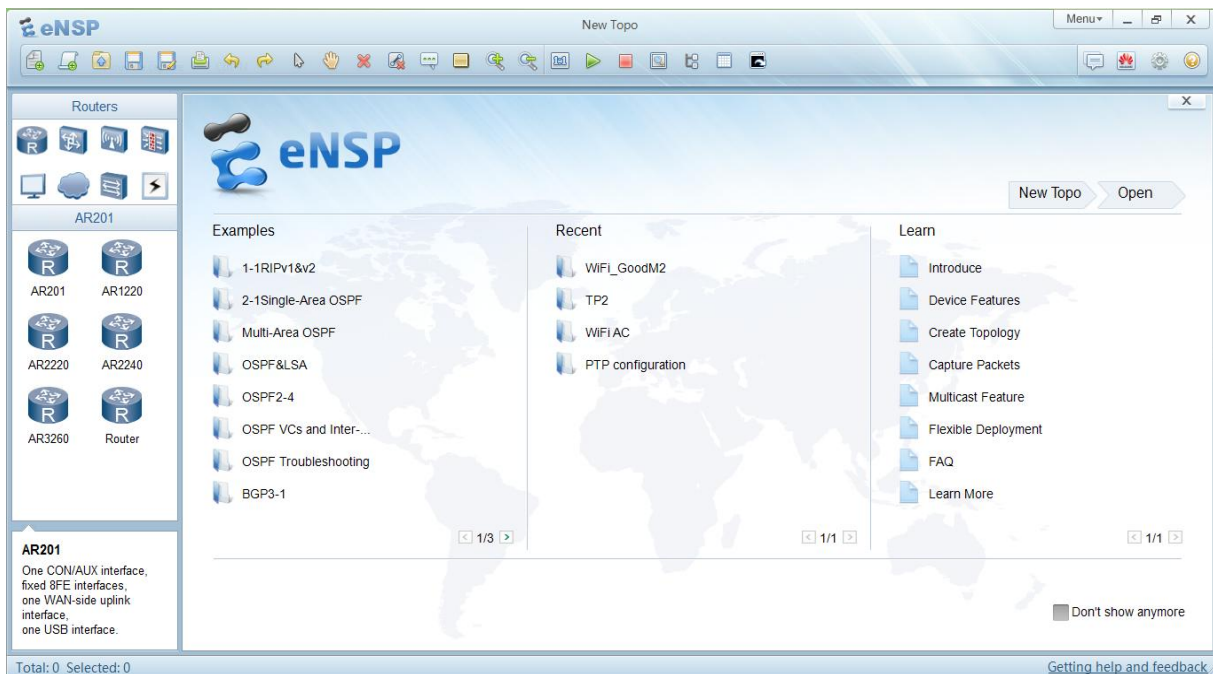 eNSP
New Topo
Menu
Routers
R
AR201
R
R
AR201
AR1220
R
R
AR2220
AR2240
R
R
AR3260
Router
AR201
One CON/AUX interface,
fixed 8FE interfaces,
one WAN-side uplink
interface,
one USB interface.
X
eNSP
New Topo
Open
Examples
1-1RIPv1&v2
2-1Single-Area OSPF
Multi-Area OSPF
OSPF&LSA
OSPF2-4
OSPF VCs and Inter-...
OSPF Troubleshooting
BGP3-1
1/3
Recent
WiFi_GoodM2
TP2
WiFi AC
PTP configuration
1/1
Learn
Introduce
Device Features
Create Topology
Capture Packets
Multicast Feature
Flexible Deployment
FAQ
Learn More
1/1
Don't show anymore
Total: 0 Selected: 0
Getting help and feedback